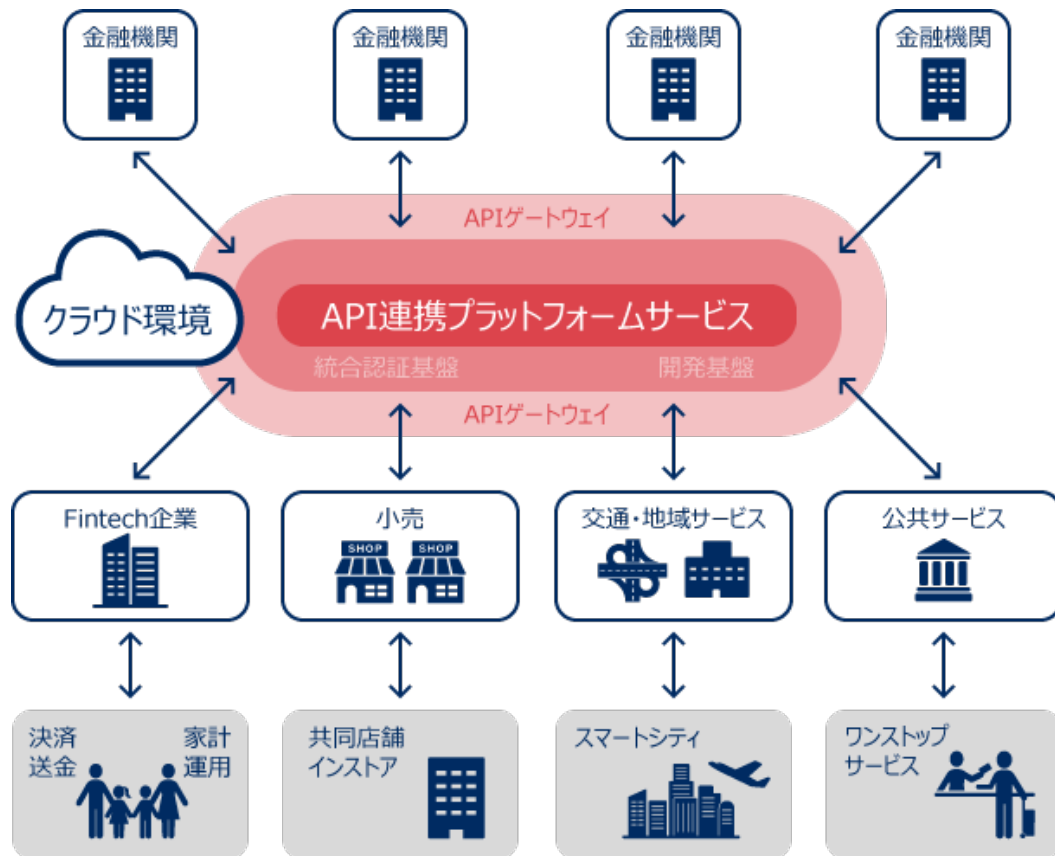 金融機関
金融機関
金融機関
金融機関
APIゲートウェイ
クラウド環境
API連携プラットフォームサービス
統合認証基盤
開発基盤
APIゲートウェイ
Fintech企業
小売
SHOP
SHOP
交通・地域サービス
公共サービス
決済
送金
家計
運用
共同店舗
インストア
スマートシティ
ワンストップ
サービス